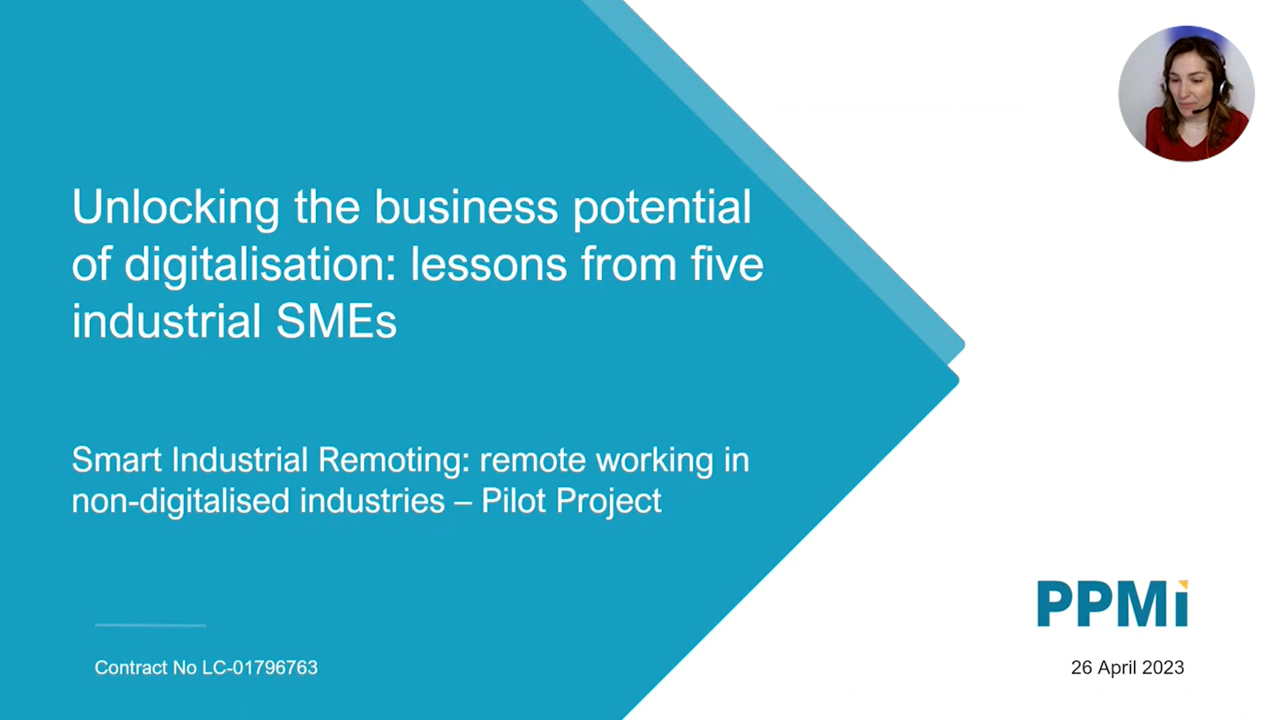 Unlocking the business potential
of digitalisation: lessons from five
industrial SMEs
Smart Industrial Remoting: remote working in
non-digitalised industries – Pilot Project
PPMi
Contract No LC-01796763
26 April 2023